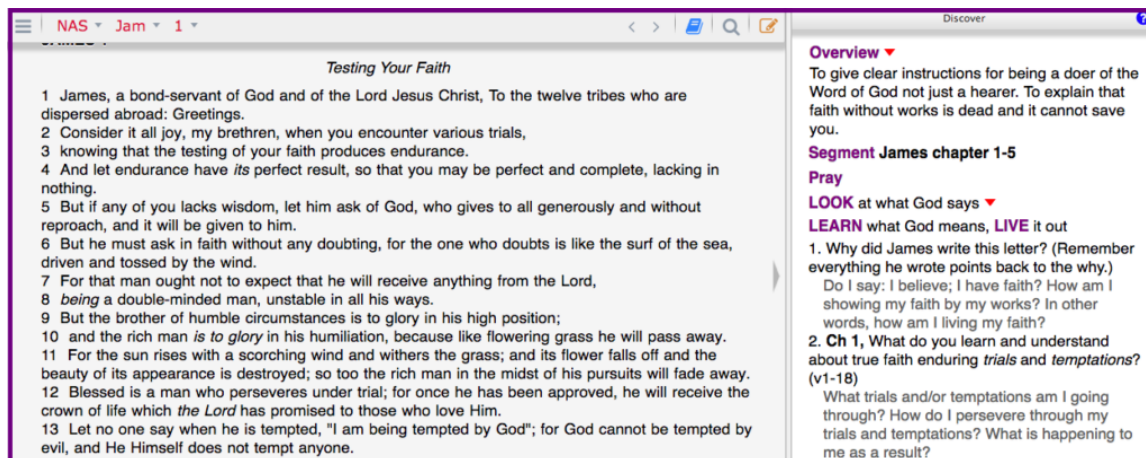 NAS Jam 1
JAMES 1
Testing Your Faith
1 James, a bond-servant of God and of the Lord Jesus Christ, To the twelve tribes who are
dispersed abroad: Greetings.
2 Consider it all joy, my brethren, when you encounter various trials,
3 knowing that the testing of your faith produces endurance.
4 And let endurance have its perfect result, so that you may be perfect and complete, lacking in
nothing.
5 But if any of you lacks wisdom, let him ask of God, who gives to all generously and without
reproach, and it will be given to him.
6 But he must ask in faith without any doubting, for the one who doubts is like the surf of the sea,
driven and tossed by the wind.
7 For that man ought not to expect that he will receive anything from the Lord,
8 being a double-minded man, unstable in all his ways.
9 But the brother of humble circumstances is to glory in his high position;
10 and the rich man is to glory in his humiliation, because like flowering grass he will pass away.
11 For the sun rises with a scorching wind and withers the grass; and its flower falls off and the
beauty of its appearance is destroyed; so too the rich man in the midst of his pursuits will fade away.
12 Blessed is a man who perseveres under trial; for once he has been approved, he will receive the
crown of life which the Lord has promised to those who love Him.
13 Let no one say when he is tempted, "I am being tempted by God"; for God cannot be tempted by
evil, and He Himself does not tempt anyone.
Discover
?
Overview
To give clear instructions for being a doer of the
Word of God not just a hearer. To explain that
faith without works is dead and it cannot save
you.
Segment James chapter 1-5
Pray
LOOK at what God says
LEARN what God means, LIVE it out
1. Why did James write this letter? (Remember
everything he wrote points back to the why.)
Do I say: I believe; I have faith? How am I
showing my faith by my works? In other
words, how am I living my faith?
2. Ch 1, What do you learn and understand
about true faith enduring trials and temptations?
(v1-18)
What trials and/or temptations am I going
through? How do I persevere through my
trials and temptations? What is happening to
me as a result?